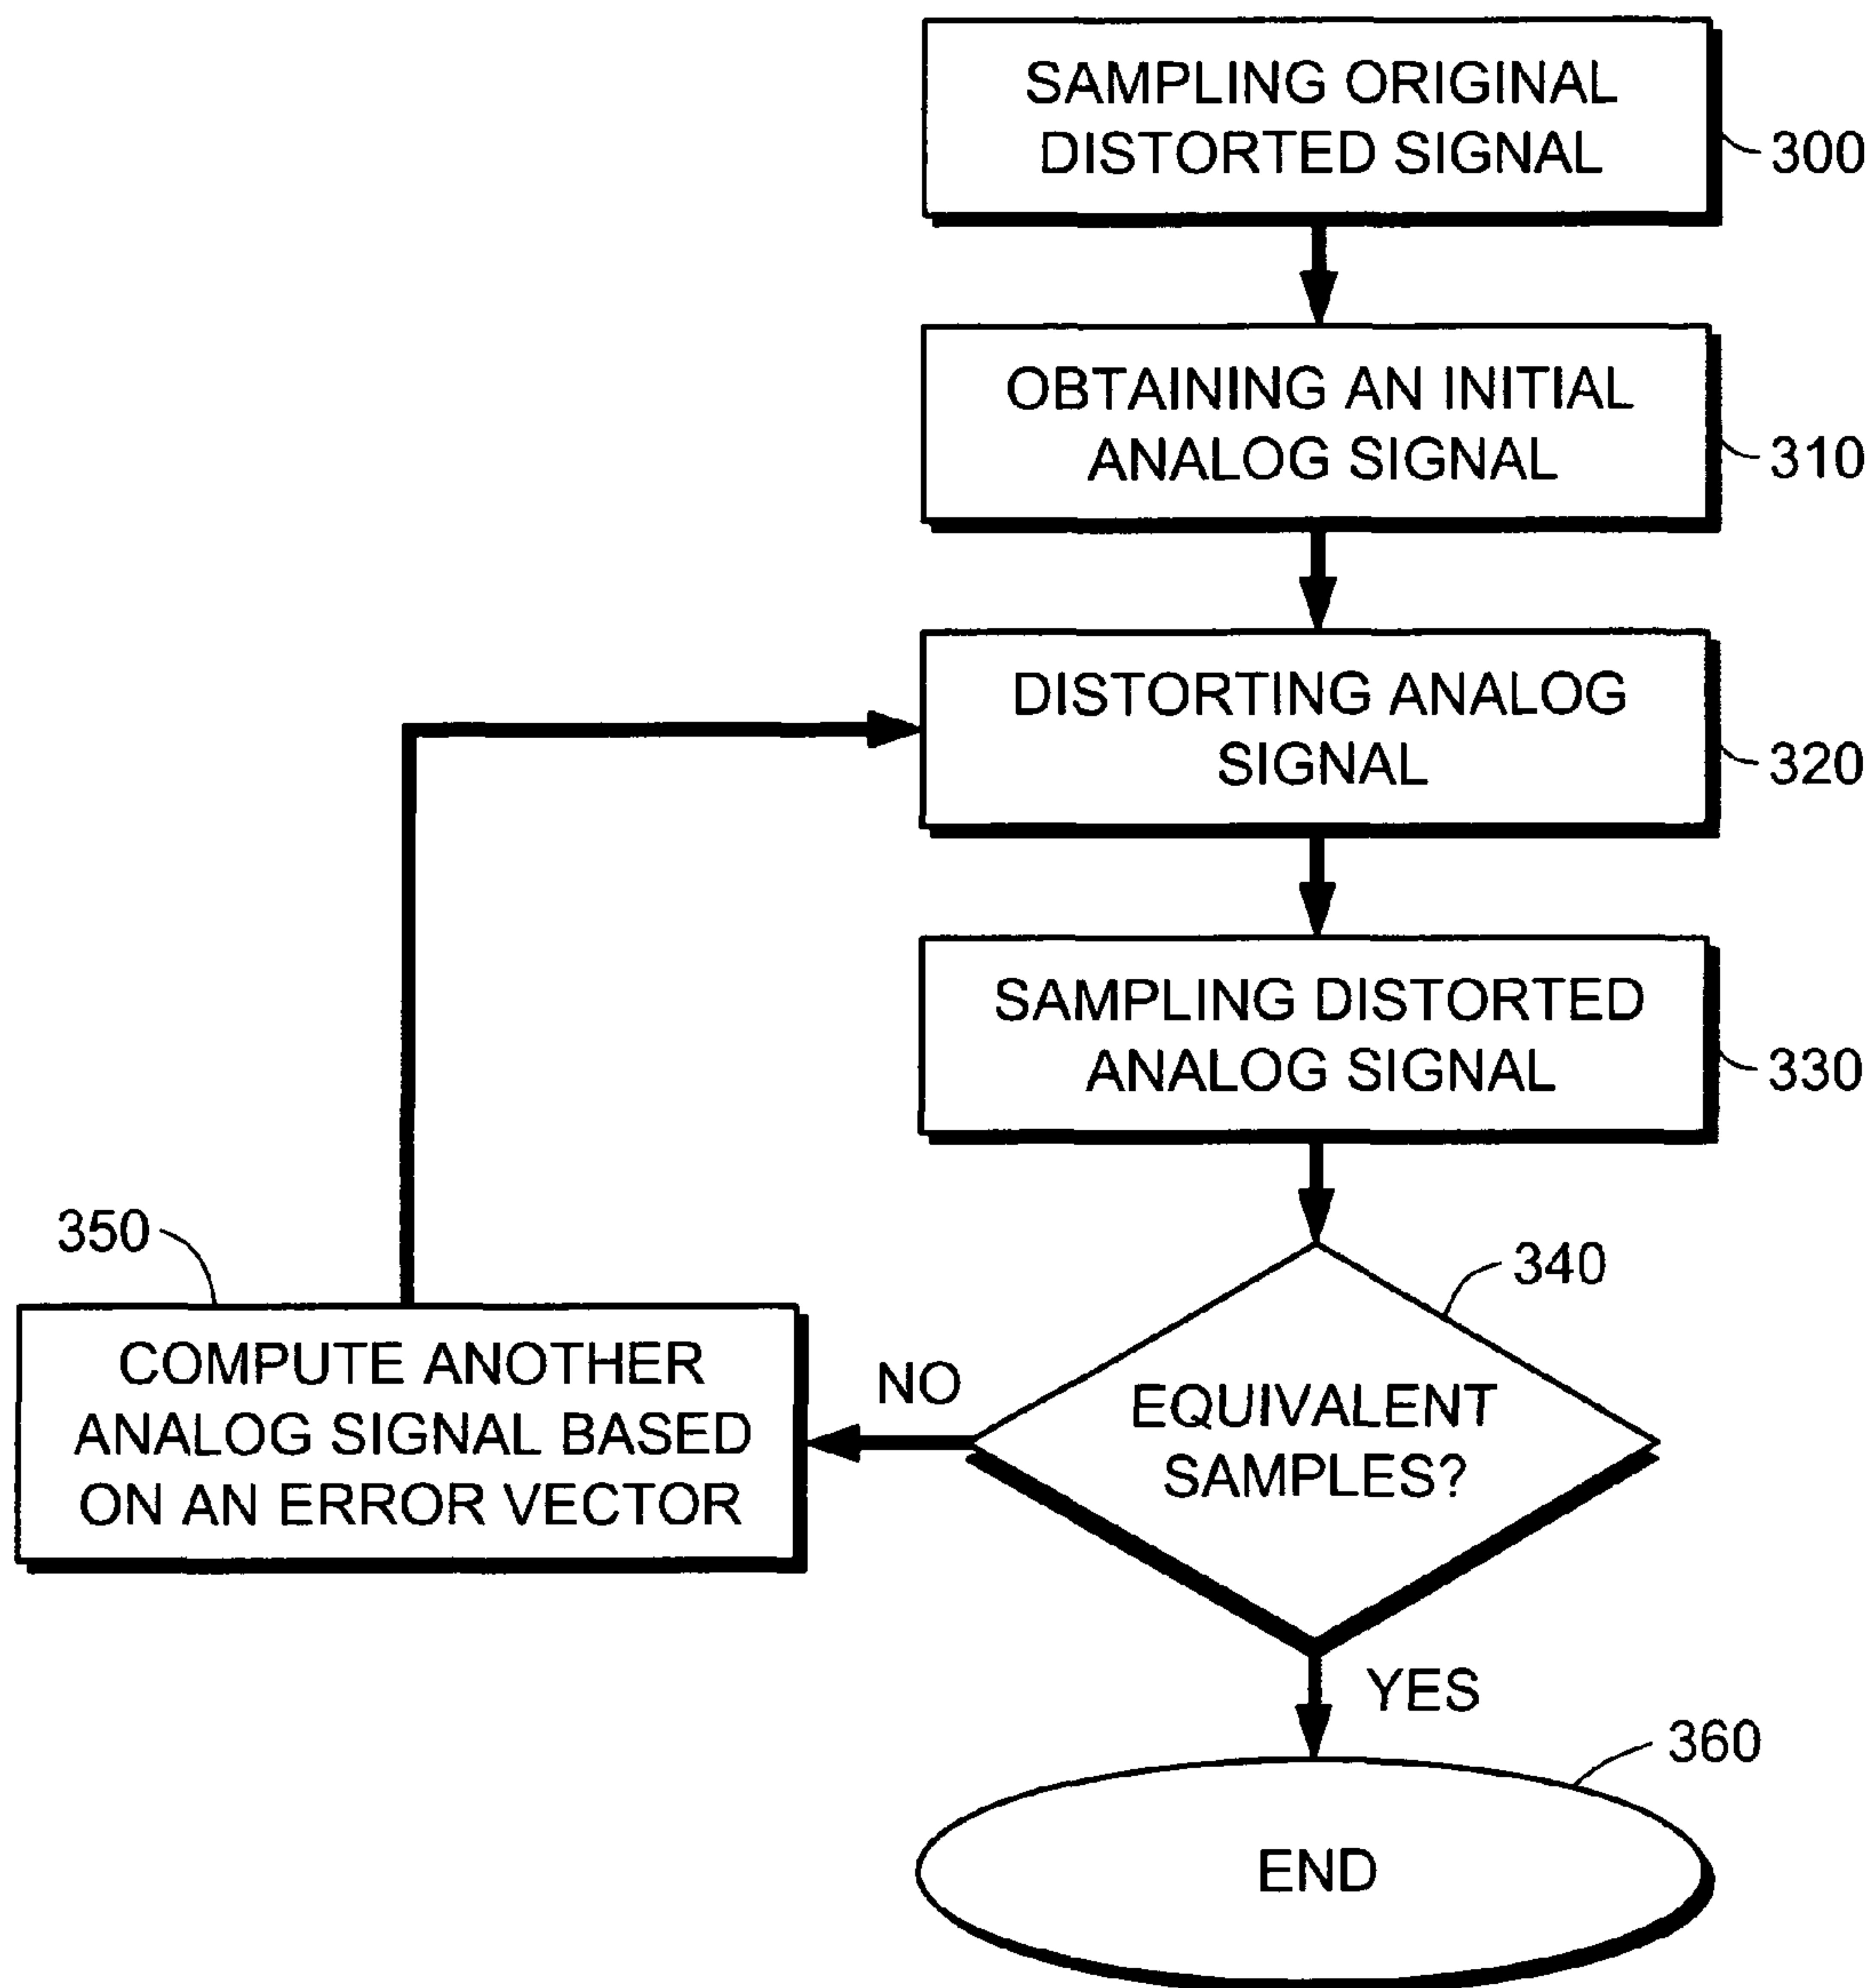 SAMPLING ORIGINAL
DISTORTED SIGNAL
300
OBTAINING AN INITIAL
ANALOG SIGNAL
310
DISTORTING ANALOG
SIGNAL
320
SAMPLING DISTORTED
ANALOG SIGNAL
330
340
EQUIVALENT
SAMPLES?
NO
350
COMPUTE ANOTHER
ANALOG SIGNAL BASED
ON AN ERROR VECTOR
YES
360
END